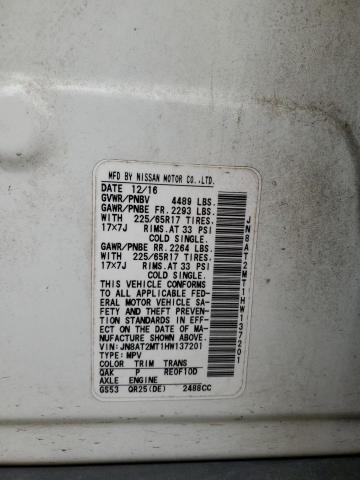 MFD BY NISSAN MOTOR CO.,LTD.
DATE 12/16
GVWR/PNBV 4489 LBS.
GAWR/PNBE FR. 2293 LBS.
WITH 225/65R17 TIRES.
17X7J RIMS.AT 33 PSI
COLD SINGLE.
GAWR/PNBE RR. 2264 LBS.
WITH 225/65R17 TIRES.
17X7J RIMS.AT 33 PSI
COLD SINGLE.
THIS VEHICLE CONFORMS
TO ALL APPLICABLE FED-
ERAL MOTOR VEHICLE SA-
FETY AND THEFT PREVEN-
TION STANDARDS IN EFF-
ECT ON THE DATE OF MA-
NUFACTURE SHOWN ABOVE.
VIN:JN8AT2MT1HW137201
TYPE:MPV
COLOR TRIM TRANS
QAK P REOF10D
AXLE ENGINE
GS53 QR25(DE) 2488CC
JN8AT2MT1HW137201